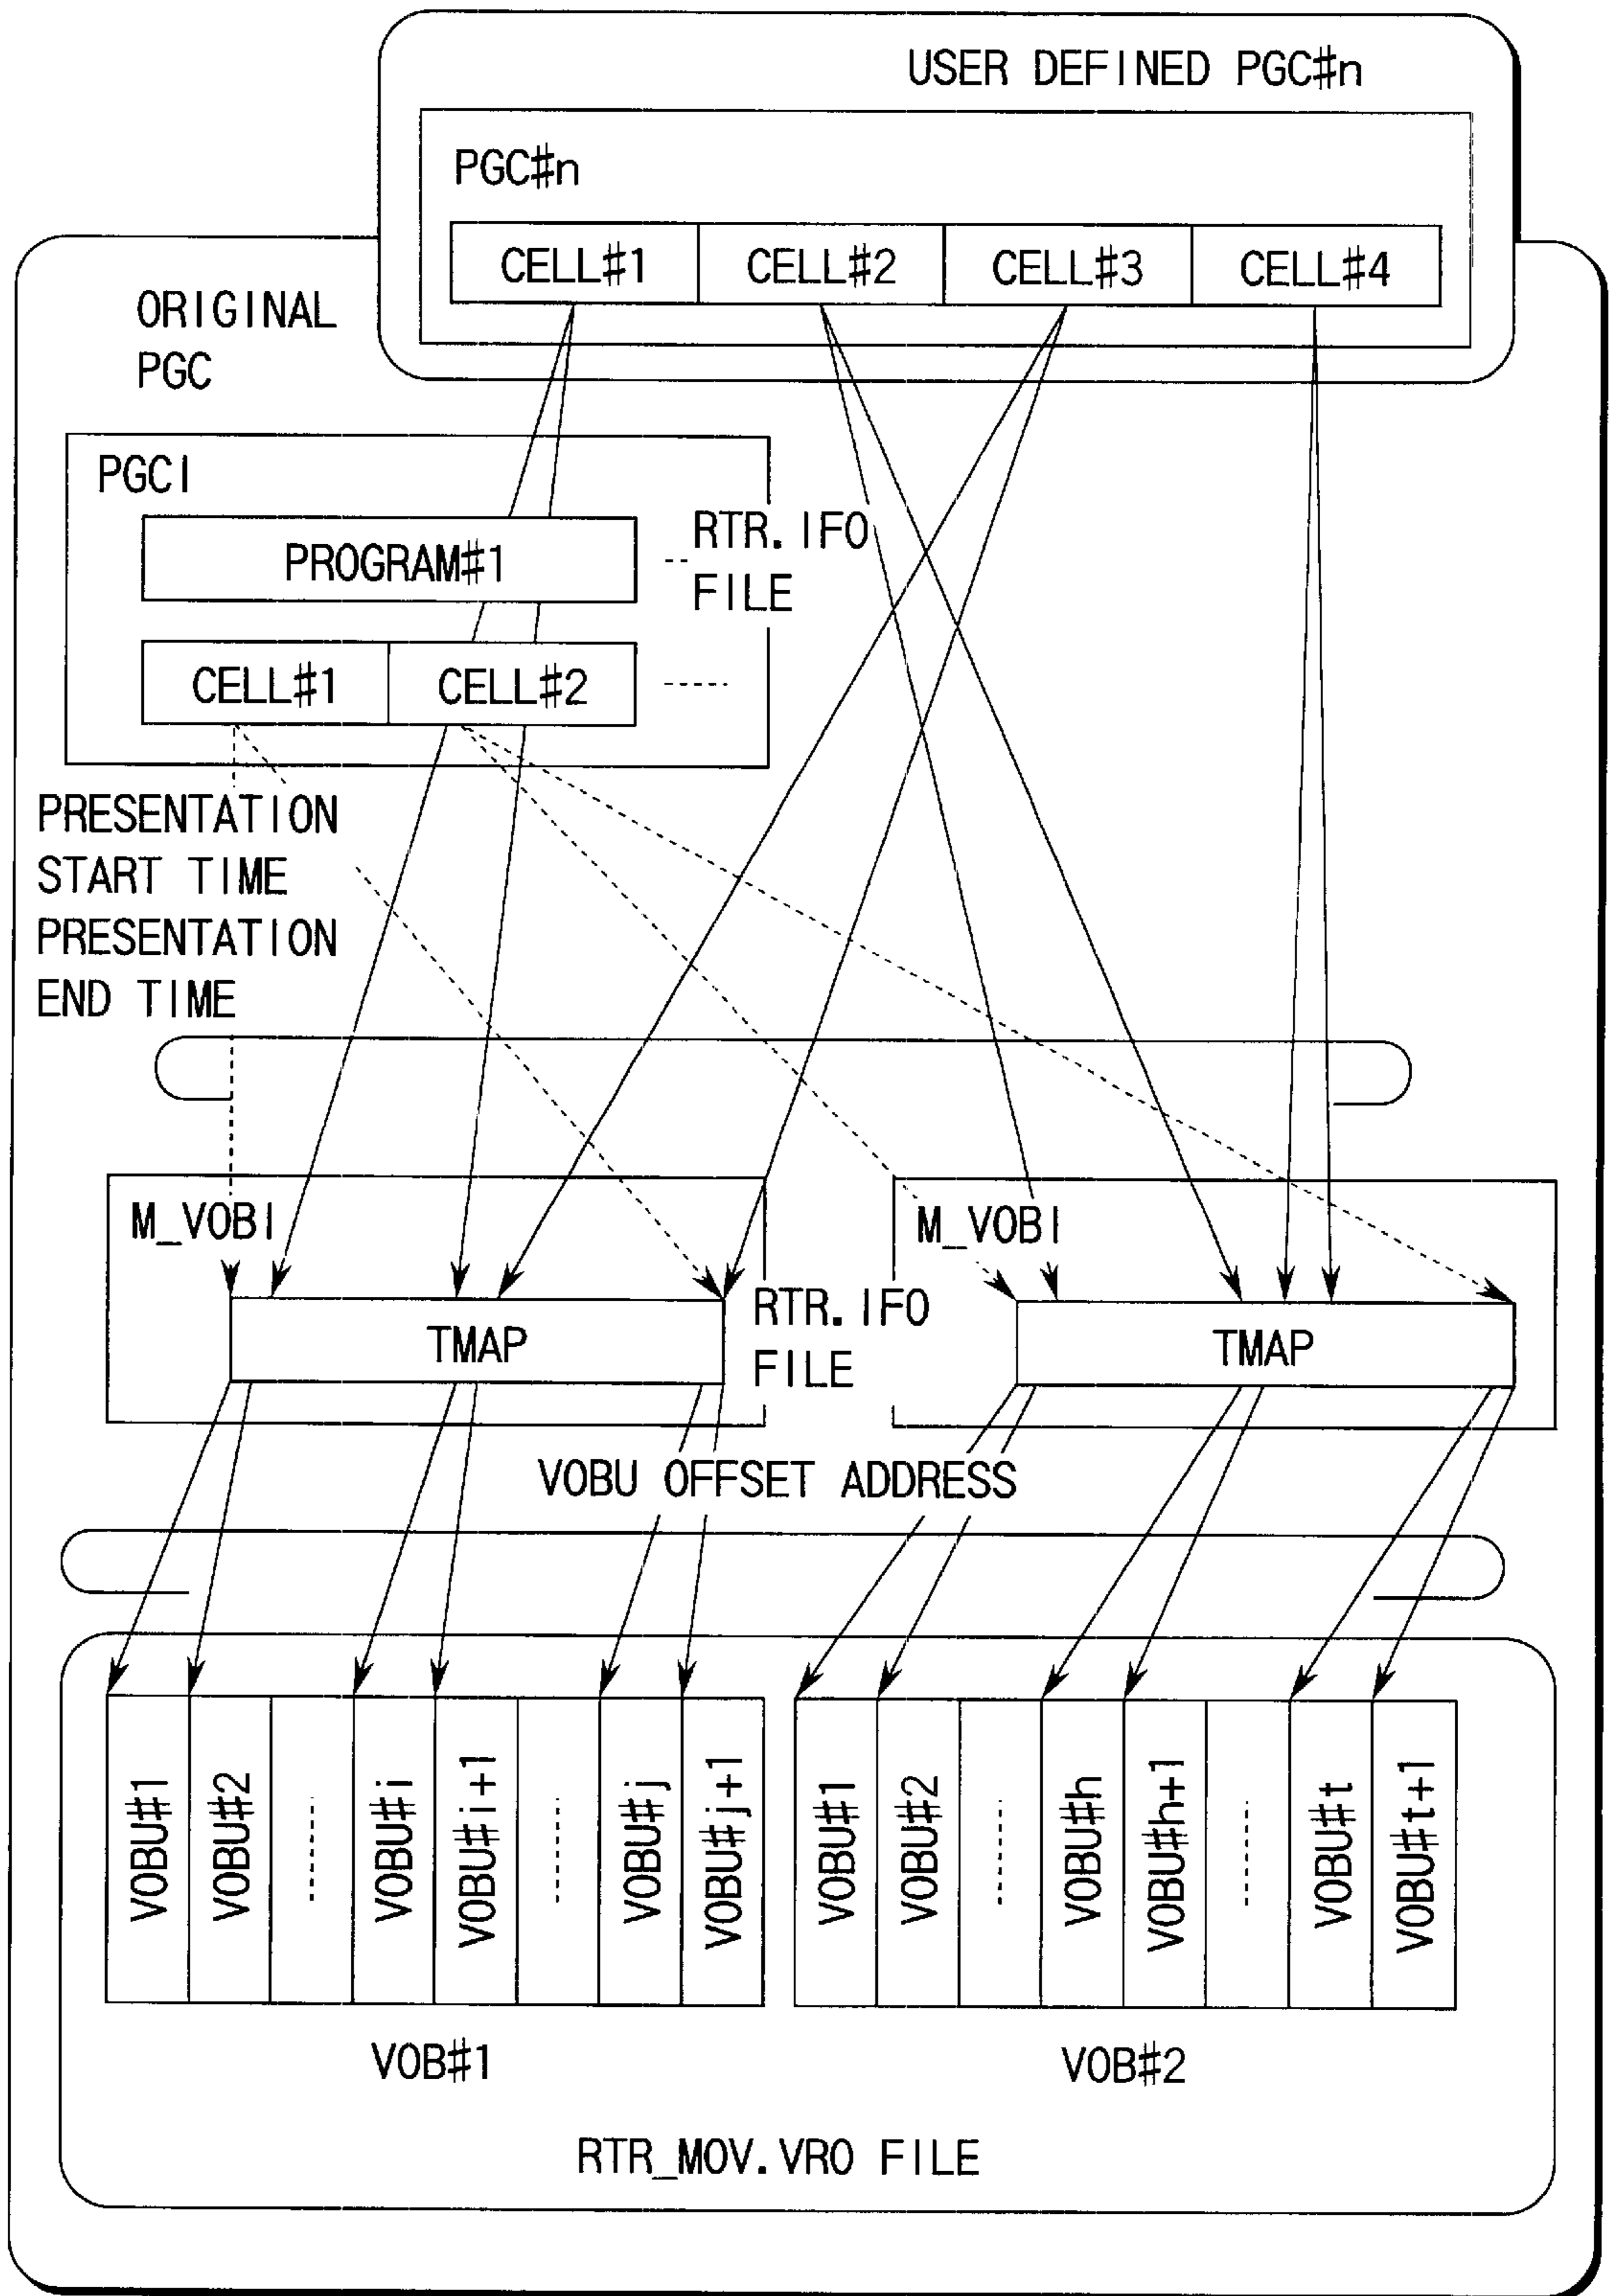 USER DEFINED PGC#n
PGC#n
CELL#1 CELL#2 CELL#3 CELL#4
ORIGINAL
PGC
PGCI
PROGRAM#1
RTR.IFO
FILE
CELL#1 CELL#2
PRESENTATION
START TIME
PRESENTATION
END TIME
M_VOBI
TMAP
RTR.IFO
FILE
M_VOBI
TMAP
VOBU OFFSET ADDRESS
VOBU#1
VOBU#2
VOBU#i
VOBU#i+1
VOBU#j
VOBU#j+1
VOBU#1
VOBU#2
VOBU#h
VOBU#h+1
VOBU#t
VOBU#t+1
VOB#1
VOB#2
RTR_MOV.VRO FILE